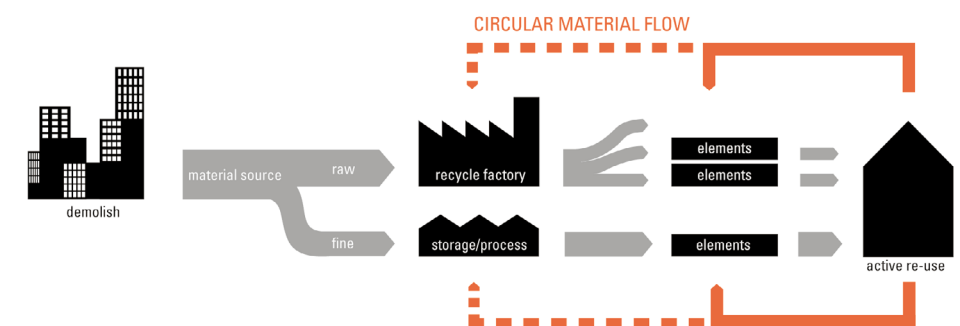 CIRCULAR MATERIAL FLOW
demolish
material source
raw
fine
recycle factory
storage/process
elements
elements
elements
active re-use